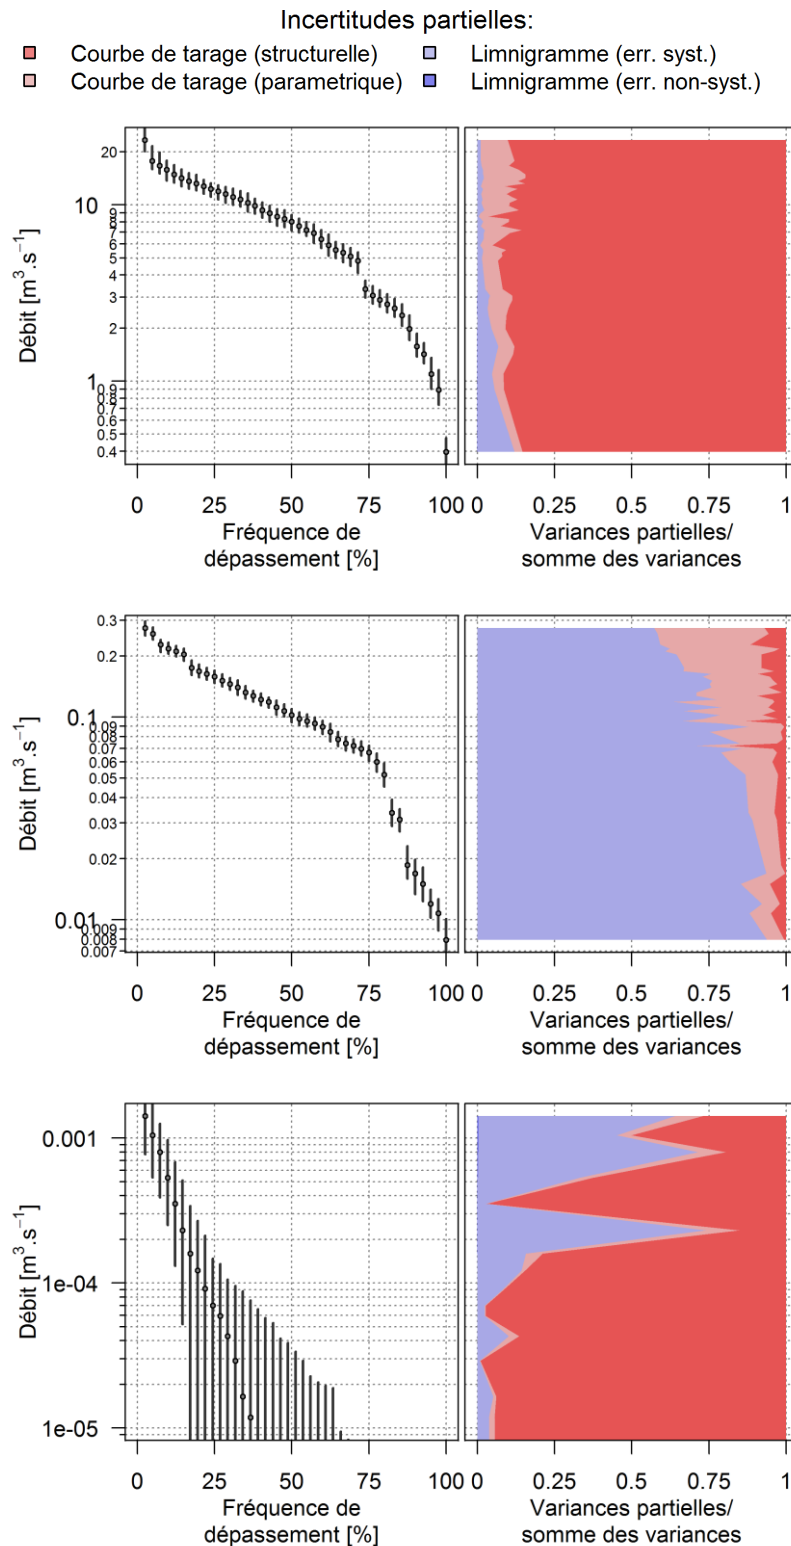 Incertitudes partielles:
Courbe de tarage (structurelle)
Limnigramme (err. syst.)
Courbe de tarage (parametrique)
Limnigramme (err. non-syst.)
20
10
9
8
7
6
5
4
3
2
1
0.9
0.8
0.7
0.6
0.5
0.4
Débit [m³.s⁻¹]
0 25 50 75 100
Fréquence de
dépassement [%]
0 0.25 0.5 0.75 1
Variances partielles/
somme des variances
0.3
0.2
0.1
0.09
0.08
0.07
0.06
0.05
0.04
0.03
0.02
0.01
0.009
0.008
0.007
Débit [m³.s⁻¹]
0 25 50 75 100
Fréquence de
dépassement [%]
0 0.25 0.5 0.75 1
Variances partielles/
somme des variances
0.001
1e-04
1e-05
Débit [m³.s⁻¹]
0 25 50 75 100
Fréquence de
dépassement [%]
0 0.25 0.5 0.75 1
Variances partielles/
somme des variances